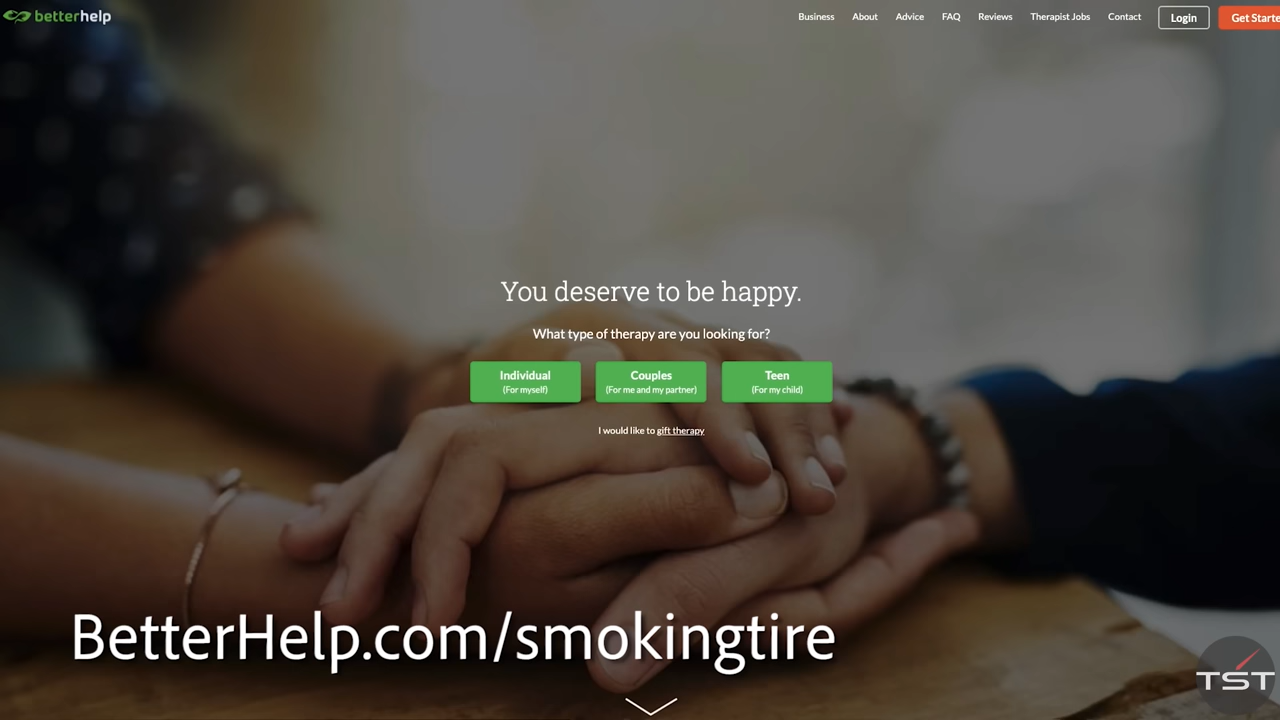 betterhelp
Business About Advice FAQ Reviews Therapist Jobs Contact Login Get Starte
You deserve to be happy.
What type of therapy are you looking for?
Individual Couples Teen
(For myself) (For me and my partner) (For my child)
I would like to gift therapy
BetterHelp.com/smokingtire
TST